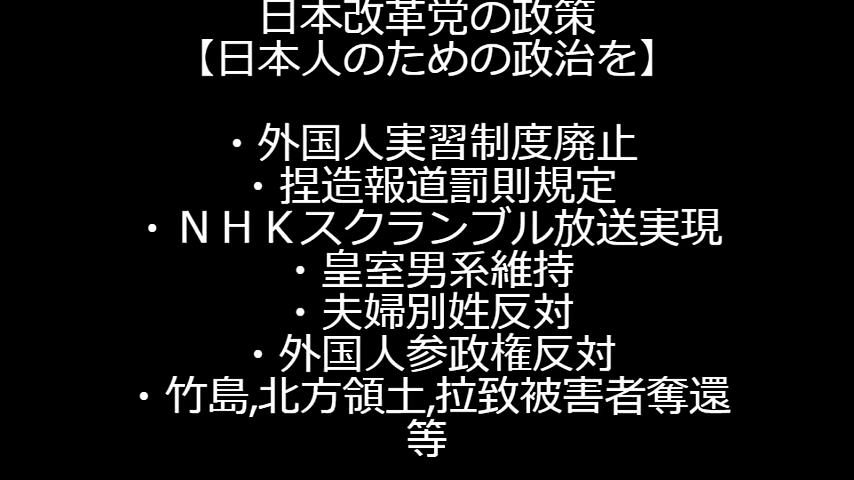 日本改革党の政策
【日本人のための政治を】
・外国人実習制度廃止
・捏造報道罰則規定
・ＮＨＫスクランブル放送実現
・皇室男系維持
・夫婦別姓反対
・外国人参政権反対
・竹島,北方領土,拉致被害者奪還
等